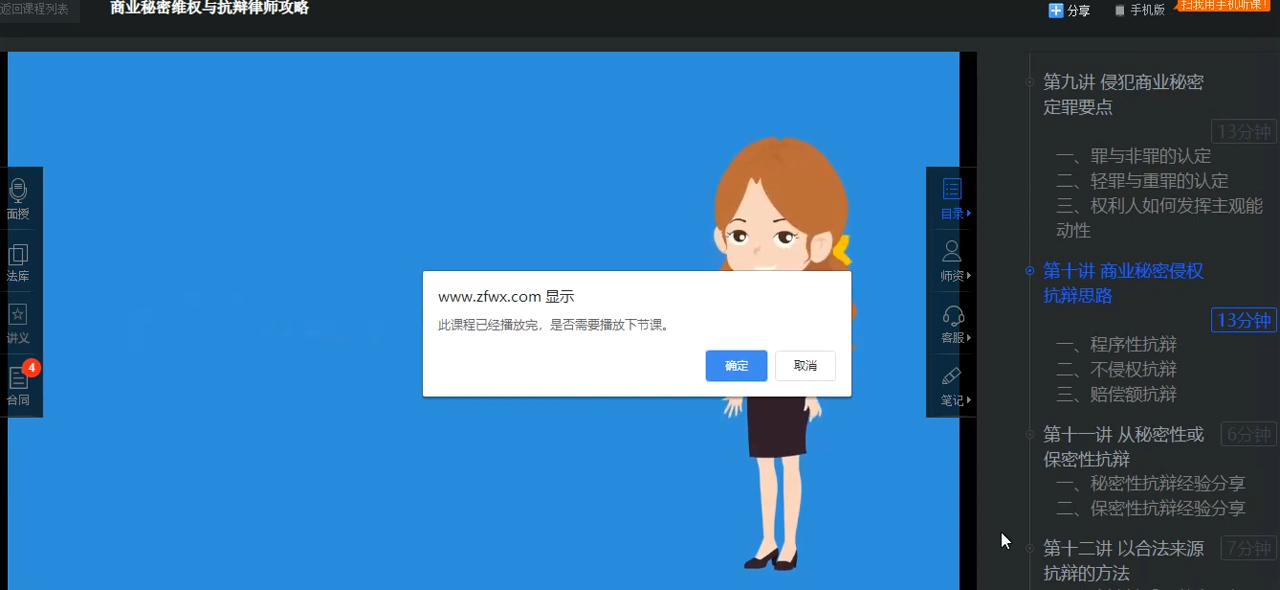 返回课程列表
商业秘密维权与抗辩律师攻略
分享
手机版
扫我用手机听课!
面授
法库
讲义
4
合同
目录
师资
客服
笔记
www.zfwx.com 显示
此课程已经播放完，是否需要播放下节课。
确定
取消
第九讲 侵犯商业秘密
定罪要点
13分钟
一、罪与非罪的认定
二、轻罪与重罪的认定
三、权利人如何发挥主观能
动性
第十讲 商业秘密侵权
抗辩思路
13分钟
一、程序性抗辩
二、不侵权抗辩
三、赔偿额抗辩
第十一讲 从秘密性或
6分钟
保密性抗辩
一、秘密性抗辩经验分享
二、保密性抗辩经验分享
第十二讲 以合法来源
7分钟
抗辩的方法